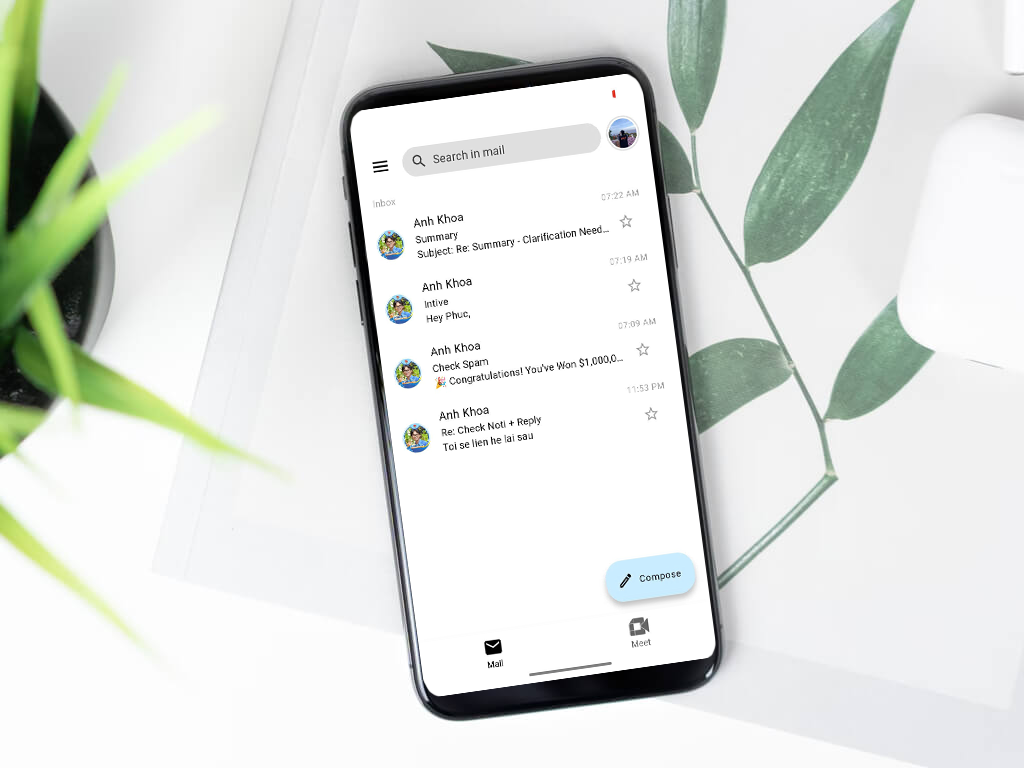 Search in mail
Inbox
07:22 AM
Anh Khoa
Summary
Subject: Re: Summary - Clarification Need...
07:19 AM
Anh Khoa
Intive
Hey Phuc,
07:09 AM
Anh Khoa
Check Spam
🎉 Congratulations! You've Won $1,000,0...
11:53 PM
Anh Khoa
Re: Check Noti + Reply
Toi se lien he lai sau
Compose
Mail
Meet